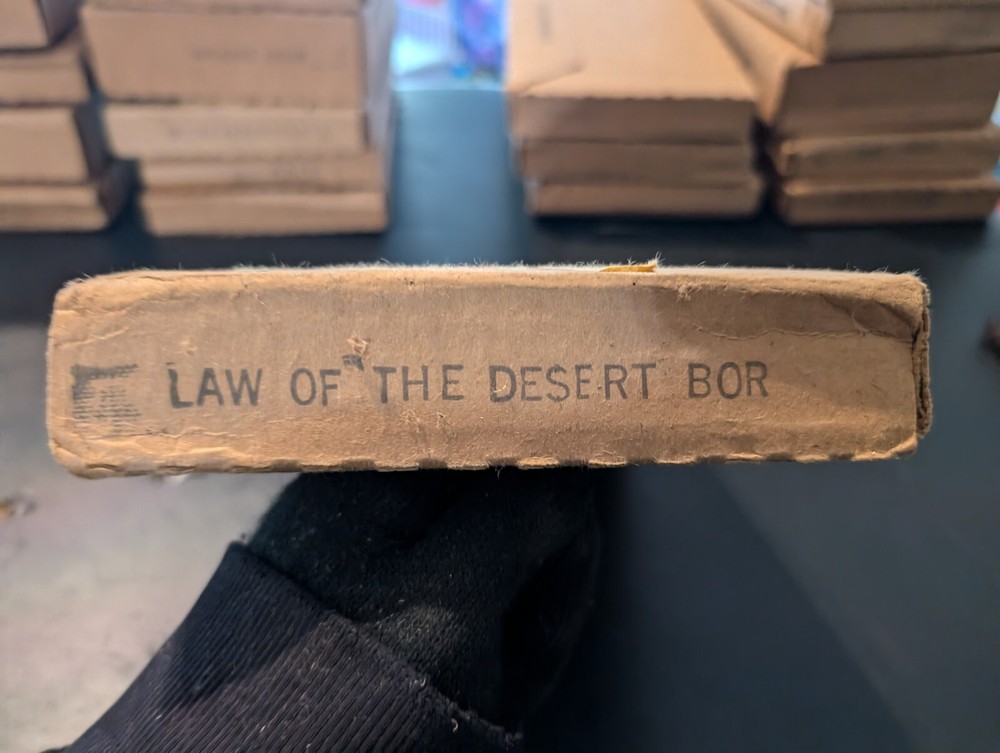 LAW OF THE DESERT BOR